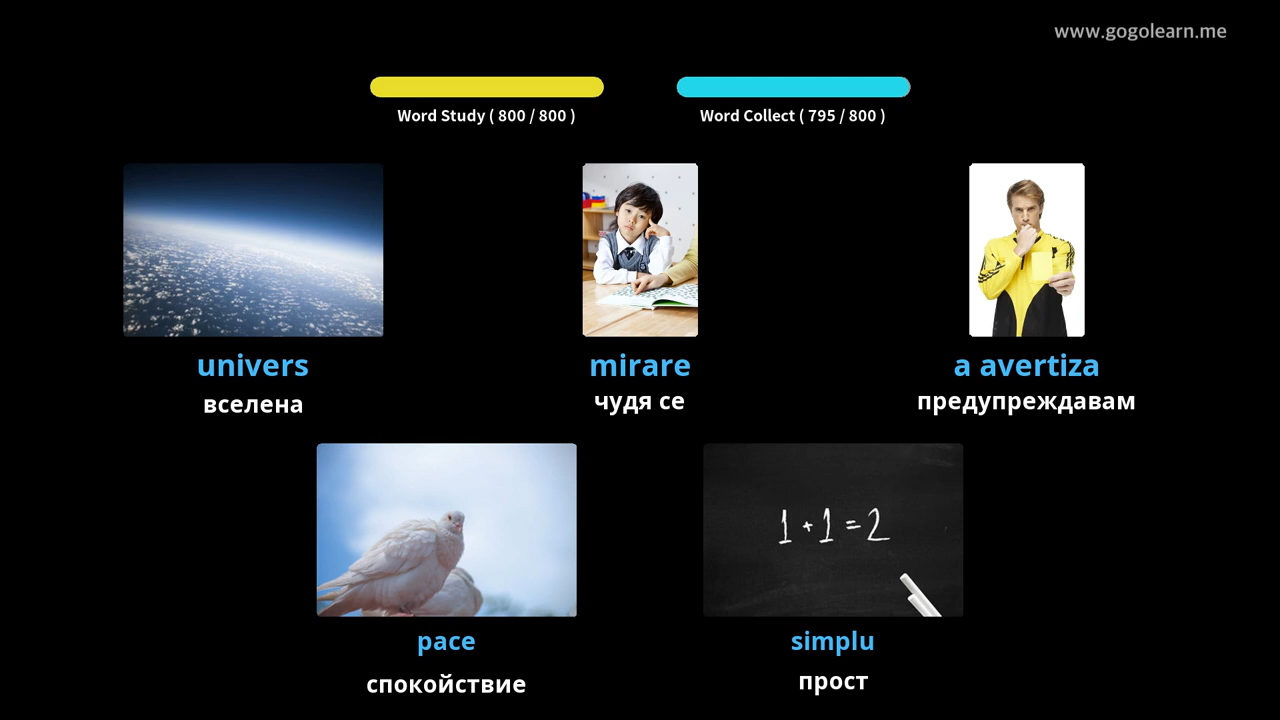 www.gogolearn.me
Word Study ( 800 / 800 )
Word Collect ( 795 / 800 )
univers
вселена
mirare
чудя се
a avertiza
предупреждавам
pace
спокойствие
1 + 1 = 2
simplu
прост